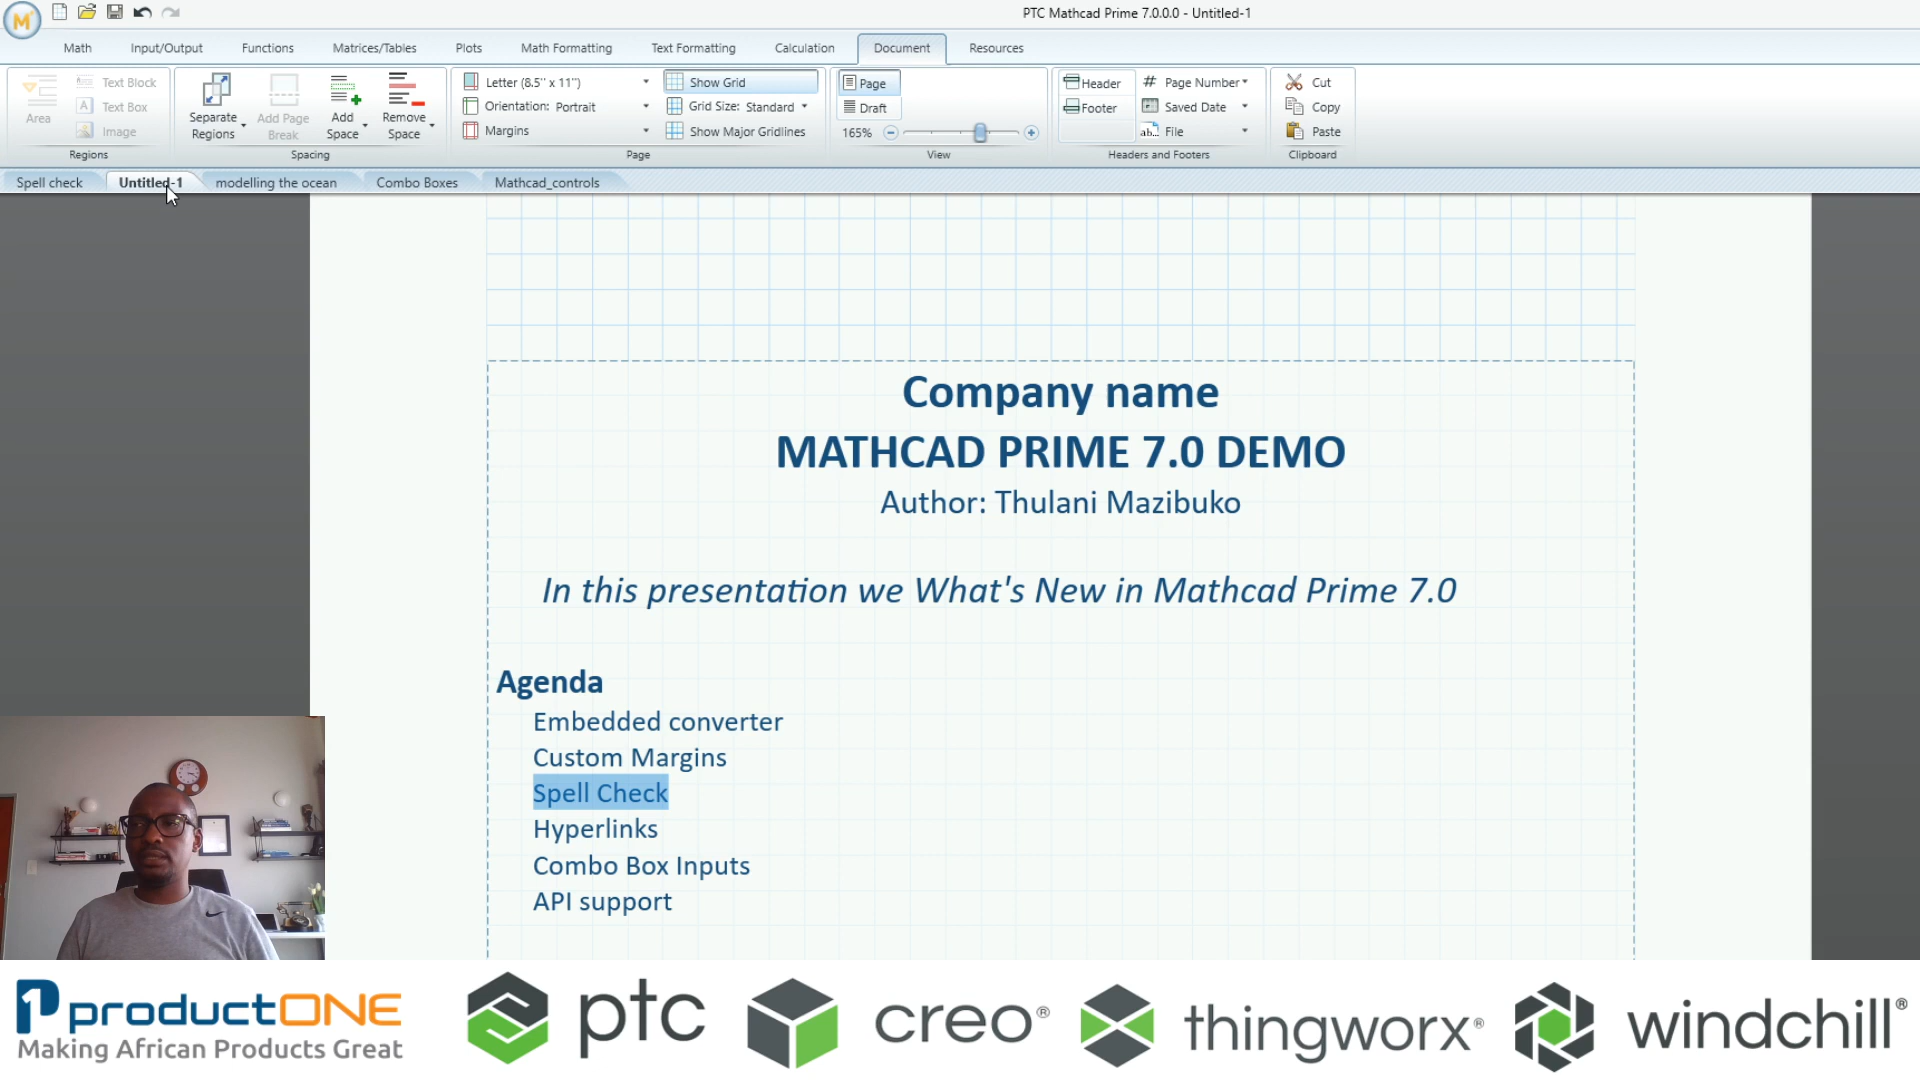 PTC Mathcad Prime 7.0.0.0 - Untitled-1
Math Input/Output Functions Matrices/Tables Plots Math Formatting Text Formatting Calculation Document Resources
Area
Text Block
Text Box
Image
Regions
Separate Regions
Add Page Break
Add Space
Remove Space
Spacing
Letter (8.5" x 11")
Orientation: Portrait
Margins
Show Grid
Grid Size: Standard
Show Major Gridlines
Page
Page
Draft
165%
View
Header
Footer
# Page Number
Saved Date
ab.. File
Headers and Footers
Cut
Copy
Paste
Clipboard
Spell check Untitled-1 modelling the ocean Combo Boxes Mathcad_controls
Company name
MATHCAD PRIME 7.0 DEMO
Author: Thulani Mazibuko
In this presentation we What's New in Mathcad Prime 7.0
Agenda
Embedded converter
Custom Margins
Spell Check
Hyperlinks
Combo Box Inputs
API support
productONE
Making African Products Great
ptc
creo®
thingworx®
windchill®